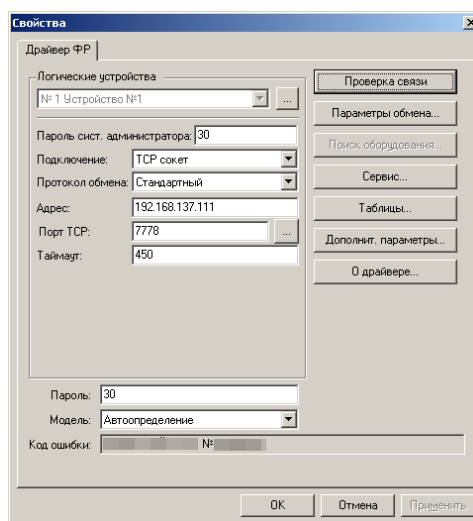 Свойства
Драйвер ФР
Логические устройства
№ 1 Устройство №1
...
Пароль сист. администратора: 30
Подключение: TCP сокет
Протокол обмена: Стандартный
Адрес: 192.168.137.111
Порт TCP: 7778
...
Таймаут: 450
Проверка связи
Параметры обмена...
Поиск оборудования...
Сервис...
Таблицы...
Дополнит. параметры...
О драйвере...
Пароль: 30
Модель: Автоопределение
Код ошибки: №
OK Отмена Применить